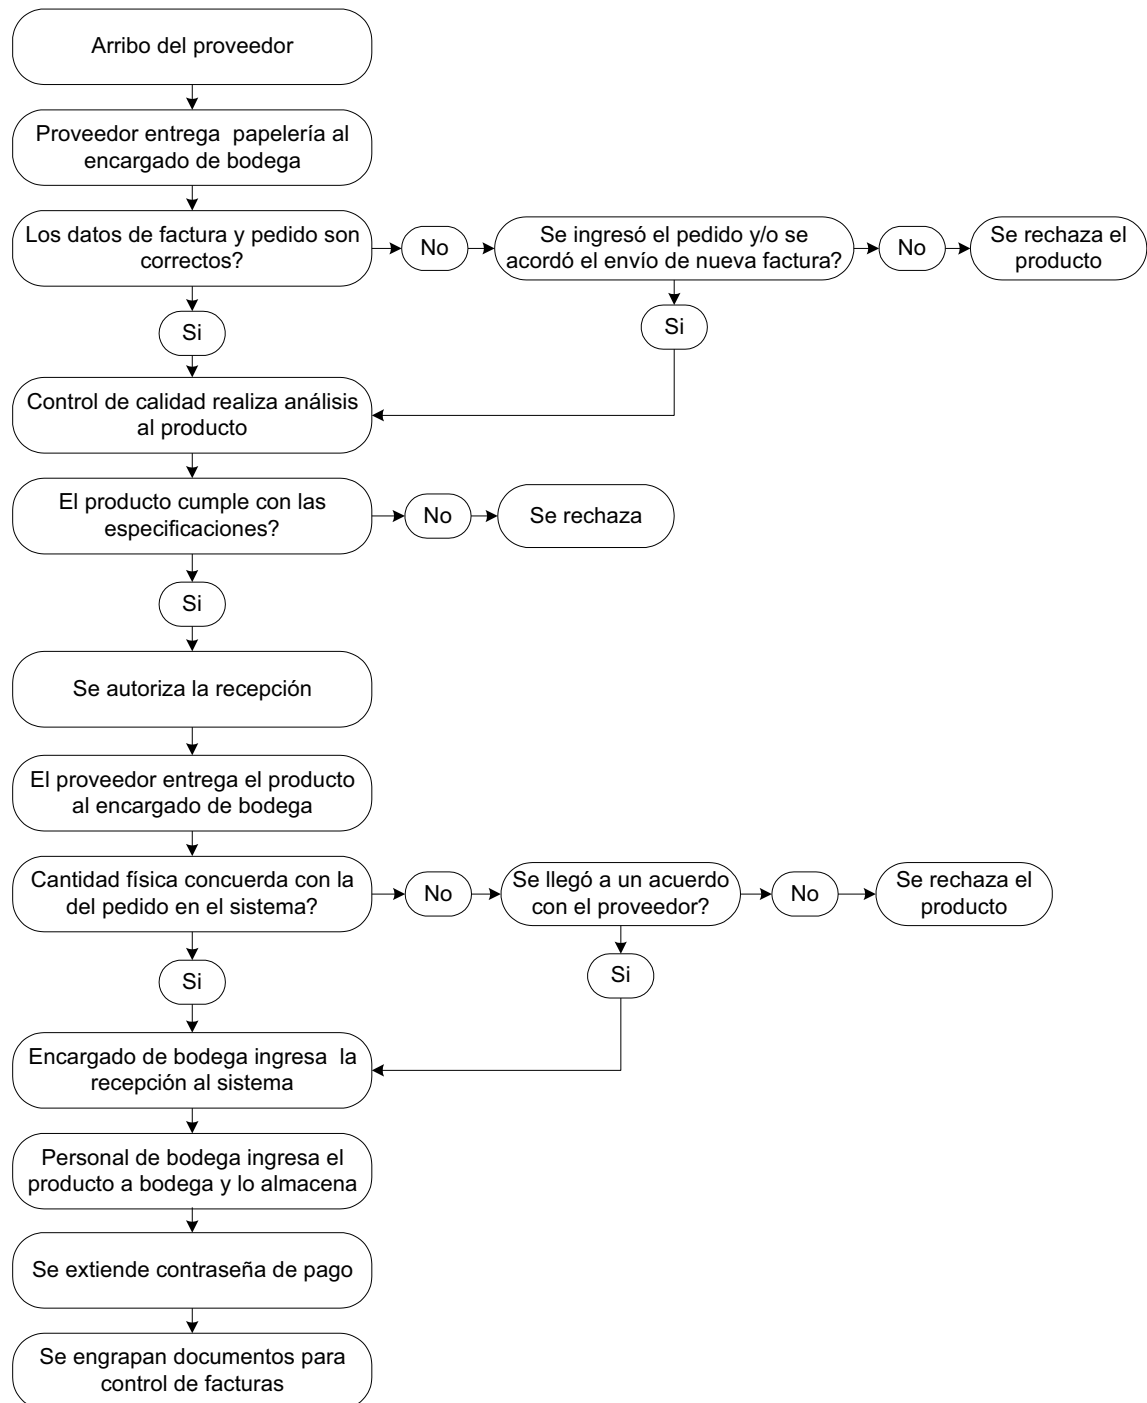 Arribo del proveedor
Proveedor entrega  papelería al
encargado de bodega
Los datos de factura y pedido son
correctos?
No
Se ingresó el pedido y/o se
acordó el envío de nueva factura?
No
Se rechaza el
producto
Si
Si
Control de calidad realiza análisis
al producto
El producto cumple con las
especificaciones?
No
Se rechaza
Si
Se autoriza la recepción
El proveedor entrega el producto
al encargado de bodega
Cantidad física concuerda con la
del pedido en el sistema?
No
Se llegó a un acuerdo
con el proveedor?
No
Se rechaza el
producto
Si
Si
Encargado de bodega ingresa  la
recepción al sistema
Personal de bodega ingresa el
producto a bodega y lo almacena
Se extiende contraseña de pago
Se engrapan documentos para
control de facturas